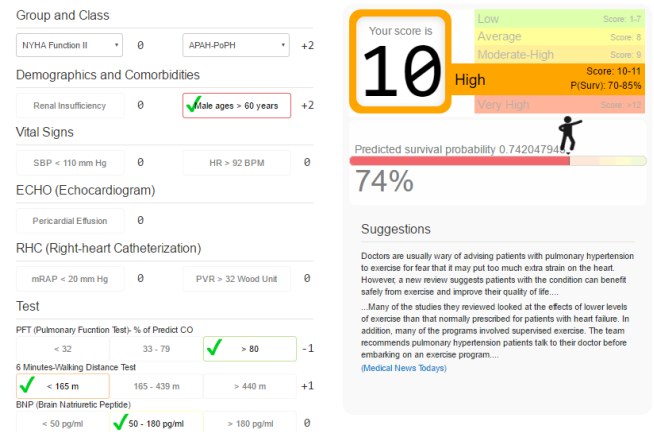 Group and Class
NYHA Function II 0 APAH-PoPH +2
Demographics and Comorbidities
Renal Insufficiency 0 Male ages > 60 years +2
Vital Signs
SBP < 110 mm Hg 0 HR > 92 BPM 0
ECHO (Echocardiogram)
Pericardial Effusion 0
RHC (Right-heart Catheterization)
mRAP < 20 mm Hg 0 PVR > 32 Wood Unit 0
Test
PFT (Pulmonary Fucntion Test)- % of Predict CO
< 32 33 - 79 > 80 -1
6 Minutes-Walking Distance Test
< 165 m 165 - 439 m > 440 m +1
BNP (Brain Natriuretic Peptide)
< 50 pg/ml 50 - 180 pg/ml > 180 pg/ml 0
Your score is
10
Low Score: 1-7
Average Score: 8
Moderate-High Score: 9
High Score: 10-11
P(Surv): 70-85%
Very High Score: >12
Predicted survival probability 0.742047945
74%
Suggestions
Doctors are usually wary of advising patients with pulmonary hypertension
to exercise for fear that it may put too much extra strain on the heart.
However, a new review suggests patients with the condition can benefit
safely from exercise and improve their quality of life....
...Many of the studies they reviewed looked at the effects of lower levels
of exercise than that normally prescribed for patients with heart failure. In
addition, many of the programs involved supervised exercise. The team
recommends pulmonary hypertension patients talk to their doctor before
embarking on an exercise program....
(Medical News Todays)